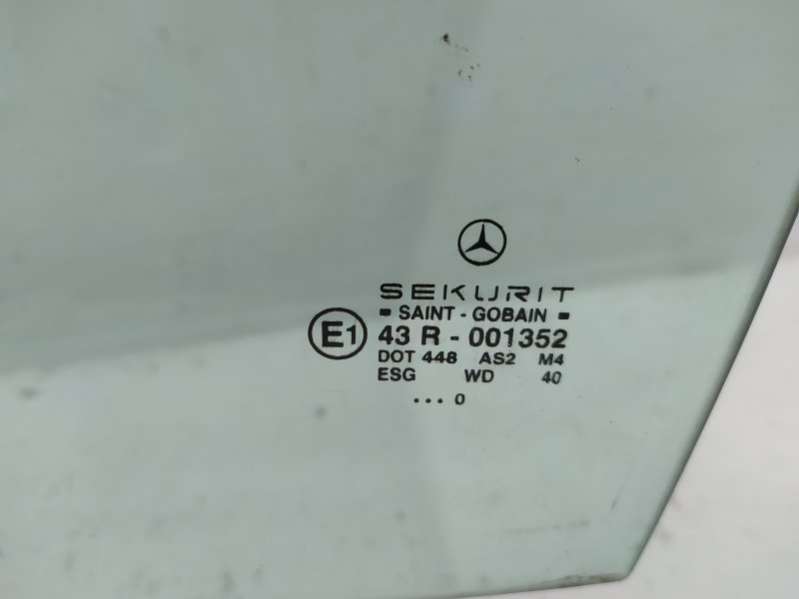 SEKURIT
- SAINT - GOBAIN -
E1 43 R - 001352
DOT 448 AS2 M4
ESG WD 40
... 0